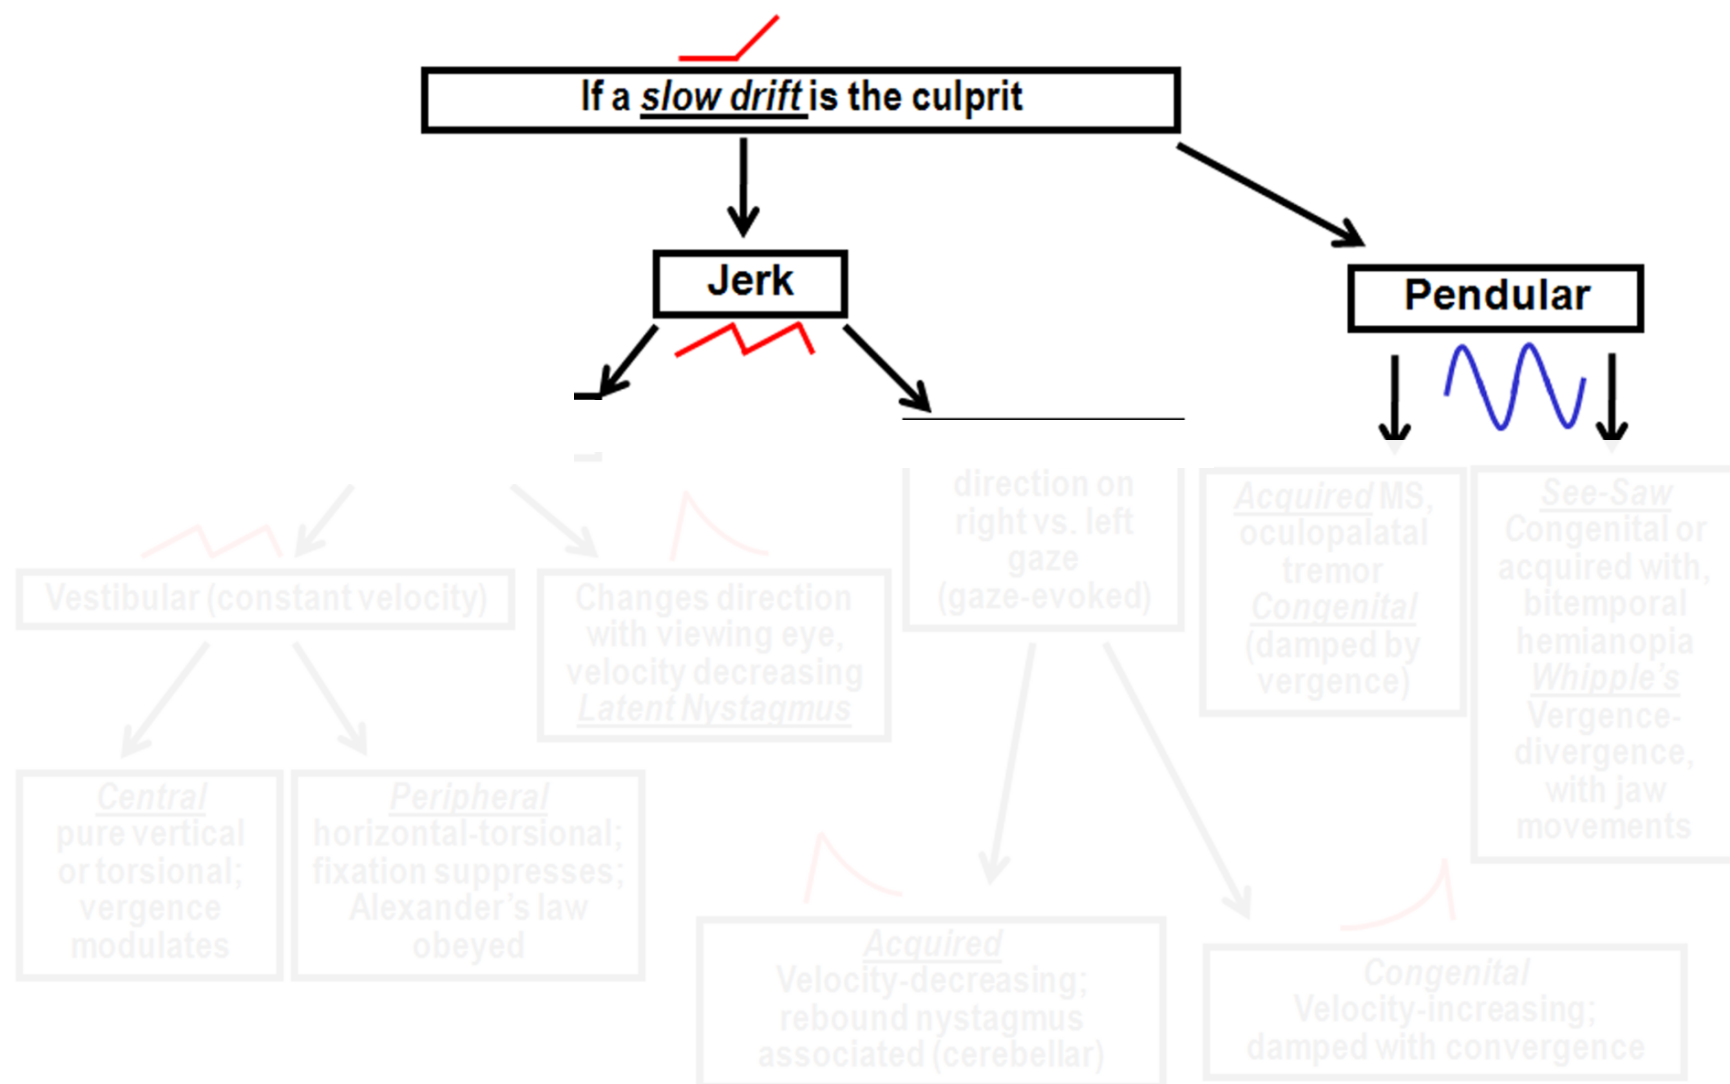 If a slow drift is the culprit
Jerk
Pendular
direction on
right vs. left
gaze
(gaze-evoked)
Acquired MS,
oculopalatal
tremor
Congenital
(damped by
vergence)
See-Saw
Congenital or
acquired with,
bitemporal
hemianopia
Whipple's
Vergence-
divergence,
with jaw
movements
Vestibular (constant velocity)
Changes direction
with viewing eye,
velocity decreasing
Latent Nystagmus
Central
pure vertical
or torsional;
vergence
modulates
Peripheral
horizontal-torsional;
fixation suppresses;
Alexander's law
obeyed
Acquired
Velocity-decreasing;
rebound nystagmus
associated (cerebellar)
Congenital
Velocity-increasing;
damped with convergence